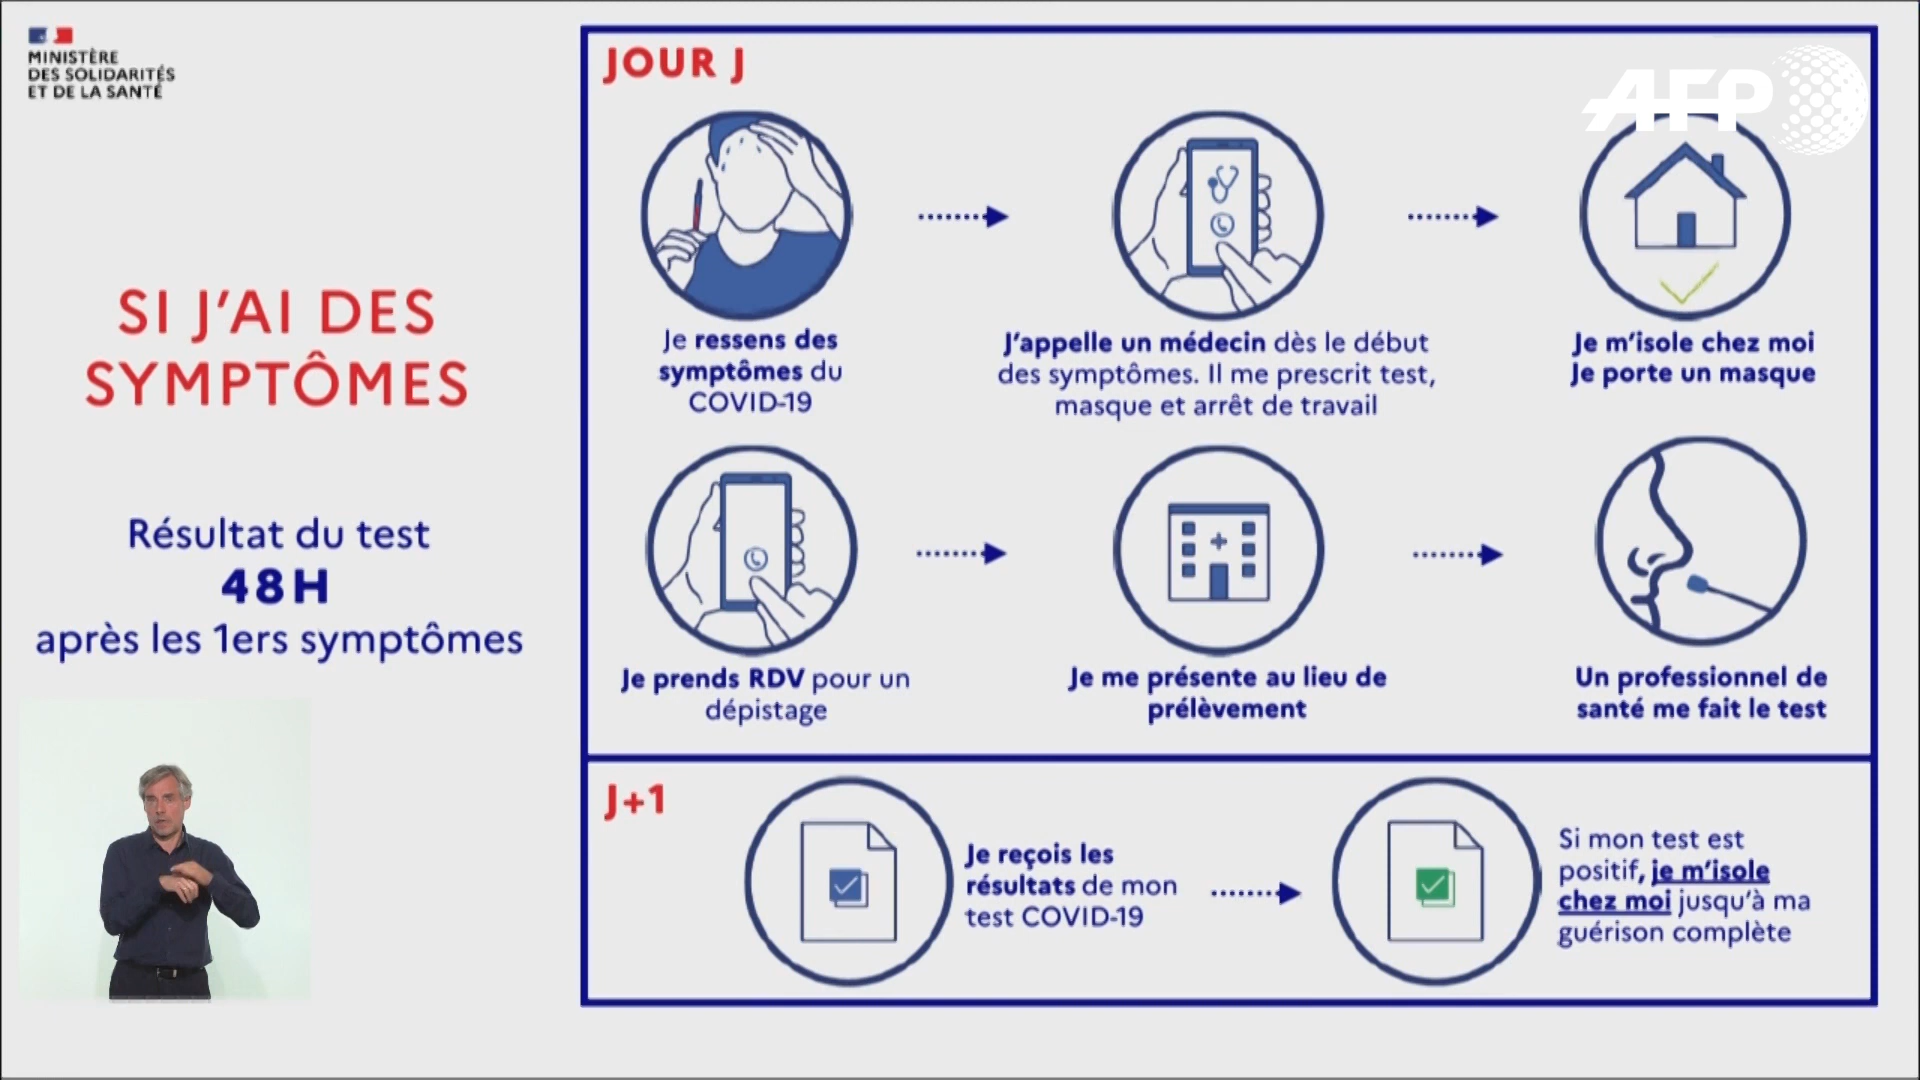 MINISTÈRE
DES SOLIDARITÉS
ET DE LA SANTÉ
SI J'AI DES
SYMPTÔMES
Résultat du test
48H
après les 1ers symptômes
JOUR J
AFP
Je ressens des
symptômes du
COVID-19
J'appelle un médecin dès le début
des symptômes. Il me prescrit test,
masque et arrêt de travail
Je m'isole chez moi
Je porte un masque
Je prends RDV pour un
dépistage
Je me présente au lieu de
prélèvement
Un professionnel de
santé me fait le test
J+1
Je reçois les
résultats de mon
test COVID-19
Si mon test est
positif, je m'isole
chez moi jusqu'à ma
guérison complète